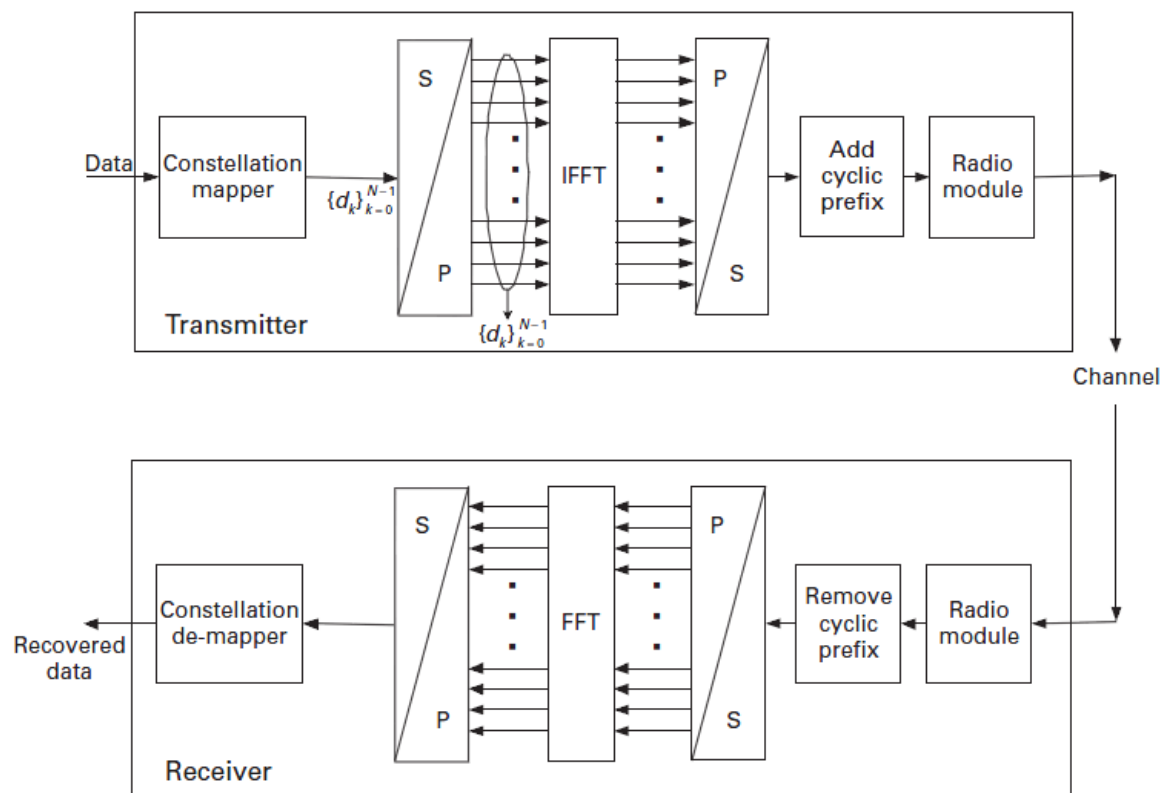 Data
Constellation
mapper
{d_k}_{k=0}^{N−1}
S
P
{d_k}_{k=0}^{N−1}
IFFT
P
S
Add
cyclic
prefix
Radio
module
Transmitter
Channel
Recovered
data
Constellation
de-mapper
S
P
FFT
P
S
Remove
cyclic
prefix
Radio
module
Receiver